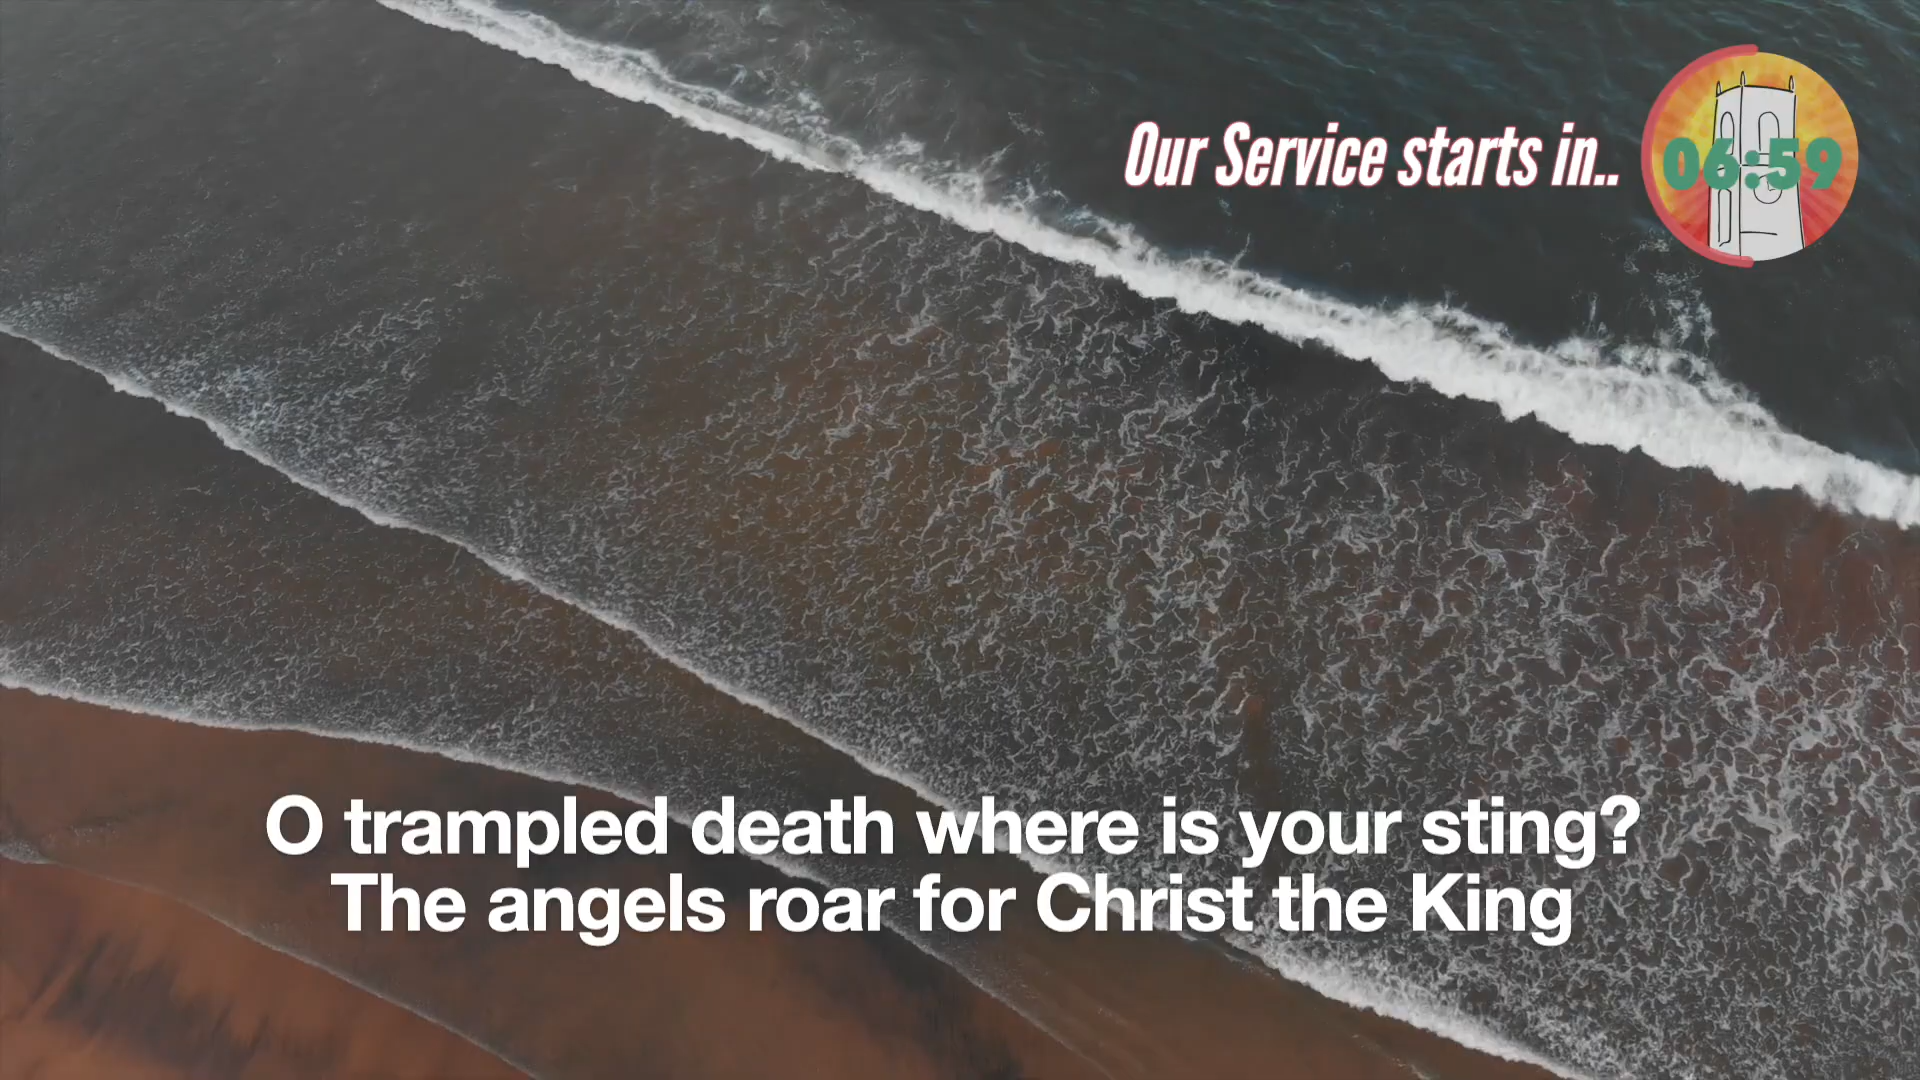 Our Service starts in..
06:59
O trampled death where is your sting?
The angels roar for Christ the King